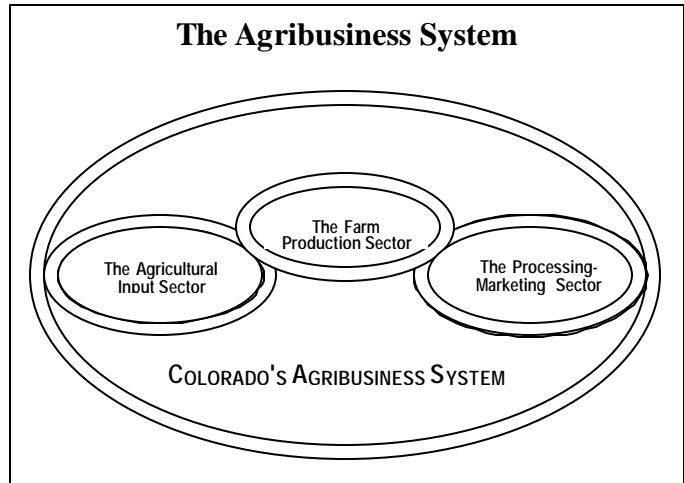 The Agribusiness System
The Farm
Production Sector
The Agricultural
Input Sector
The Processing-
Marketing Sector
COLORADO'S AGRIBUSINESS SYSTEM